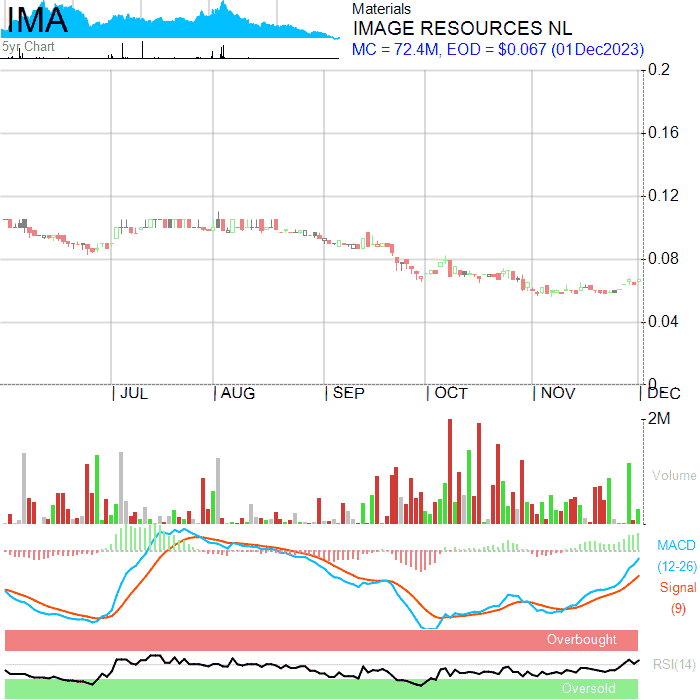 IMA
5yr Chart
Materials
IMAGE RESOURCES NL
MC = 72.4M, EOD = $0.067 (01Dec2023)
0.2
0.16
0.12
0.08
0.04
0
JUL AUG SEP OCT NOV DEC
2M
Volume
MACD
(12-26)
Signal
(9)
Overbought
RSI(14)
Oversold